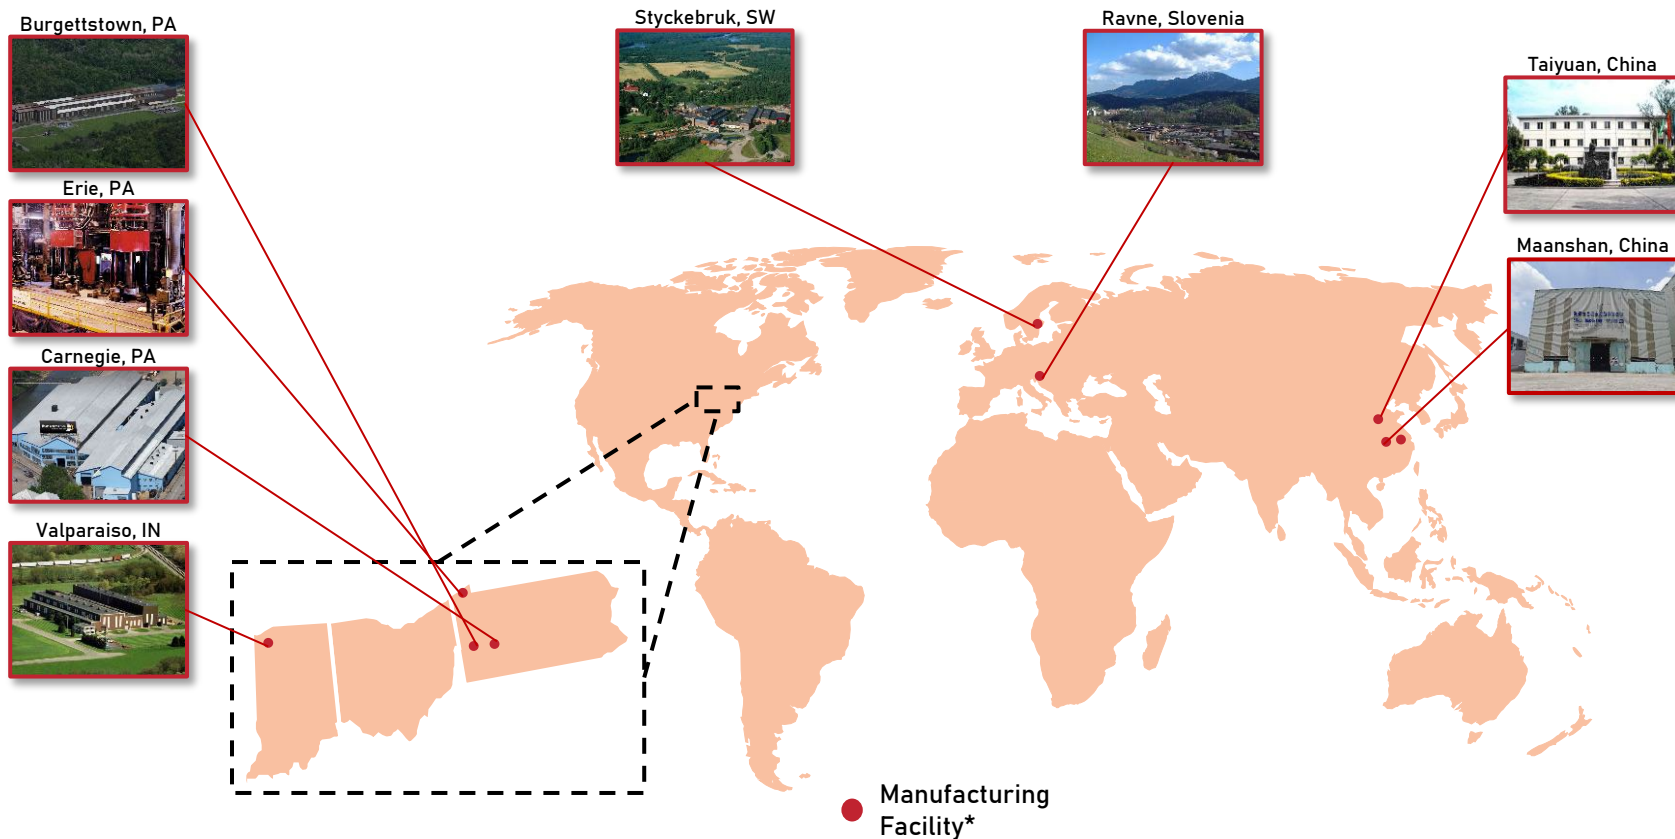 Burgettstown, PA
Styckebruk, SW
Ravne, Slovenia
Taiyuan, China
Erie, PA
Maanshan, China
Carnegie, PA
Valparaiso, IN
Manufacturing
Facility*